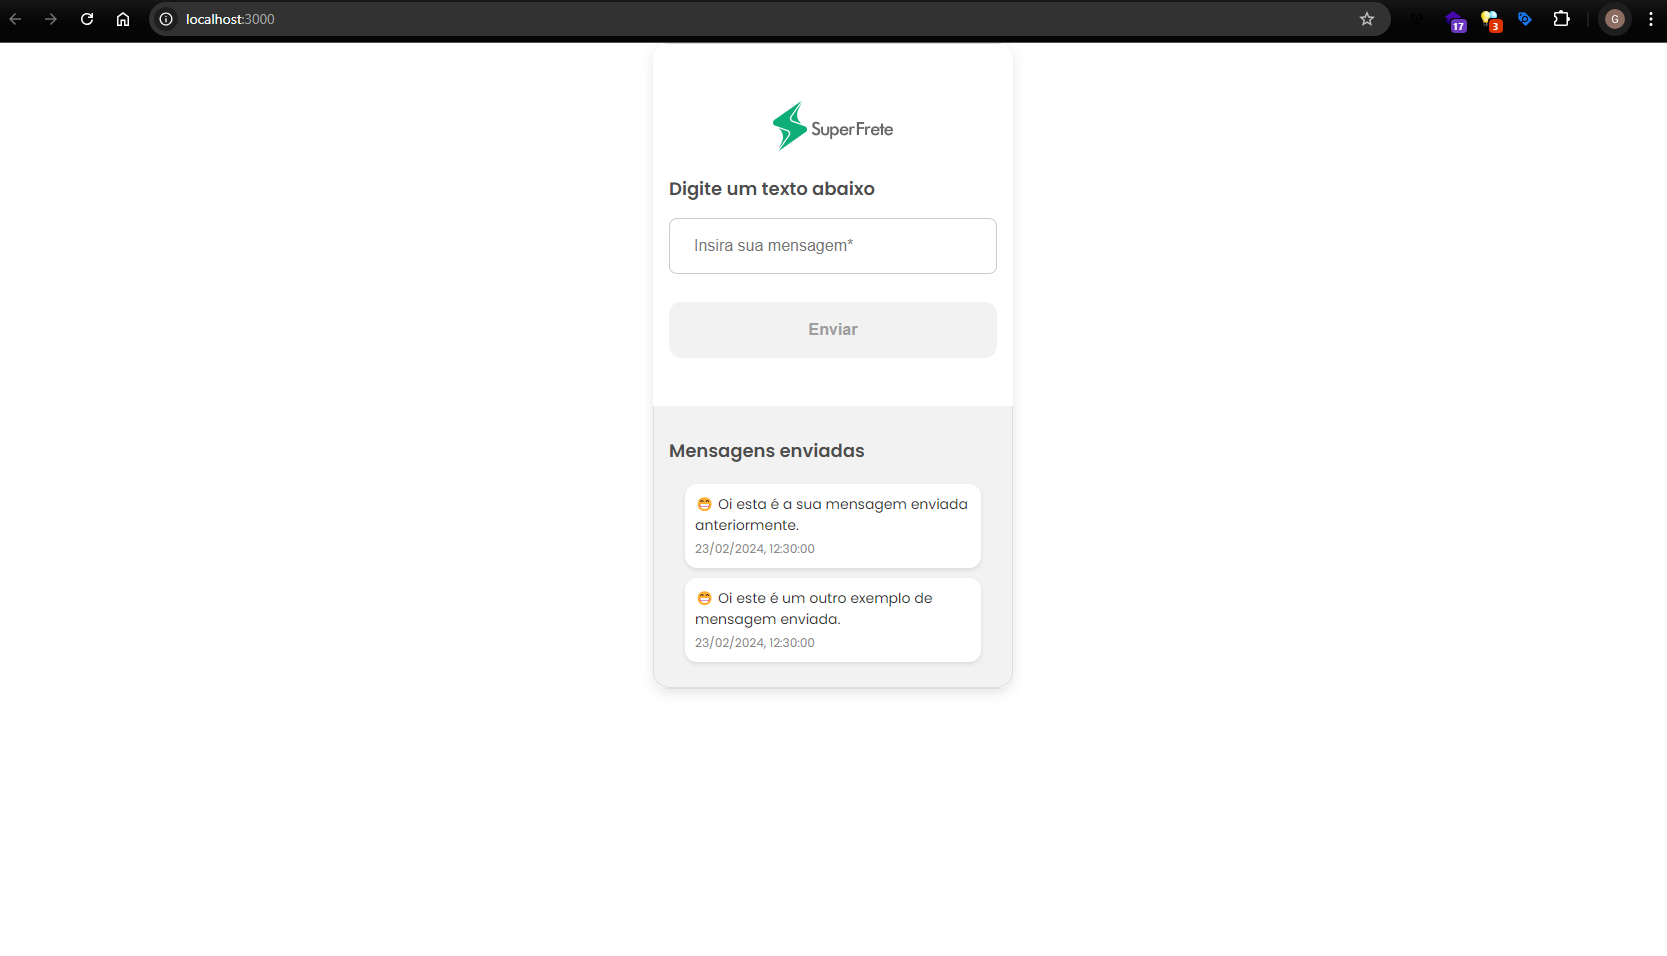 localhost:3000
17
3
G
SuperFrete
Digite um texto abaixo
Insira sua mensagem*
Enviar
Mensagens enviadas
😁 Oi esta é a sua mensagem enviada
anteriormente.
23/02/2024, 12:30:00
😁 Oi este é um outro exemplo de
mensagem enviada.
23/02/2024, 12:30:00